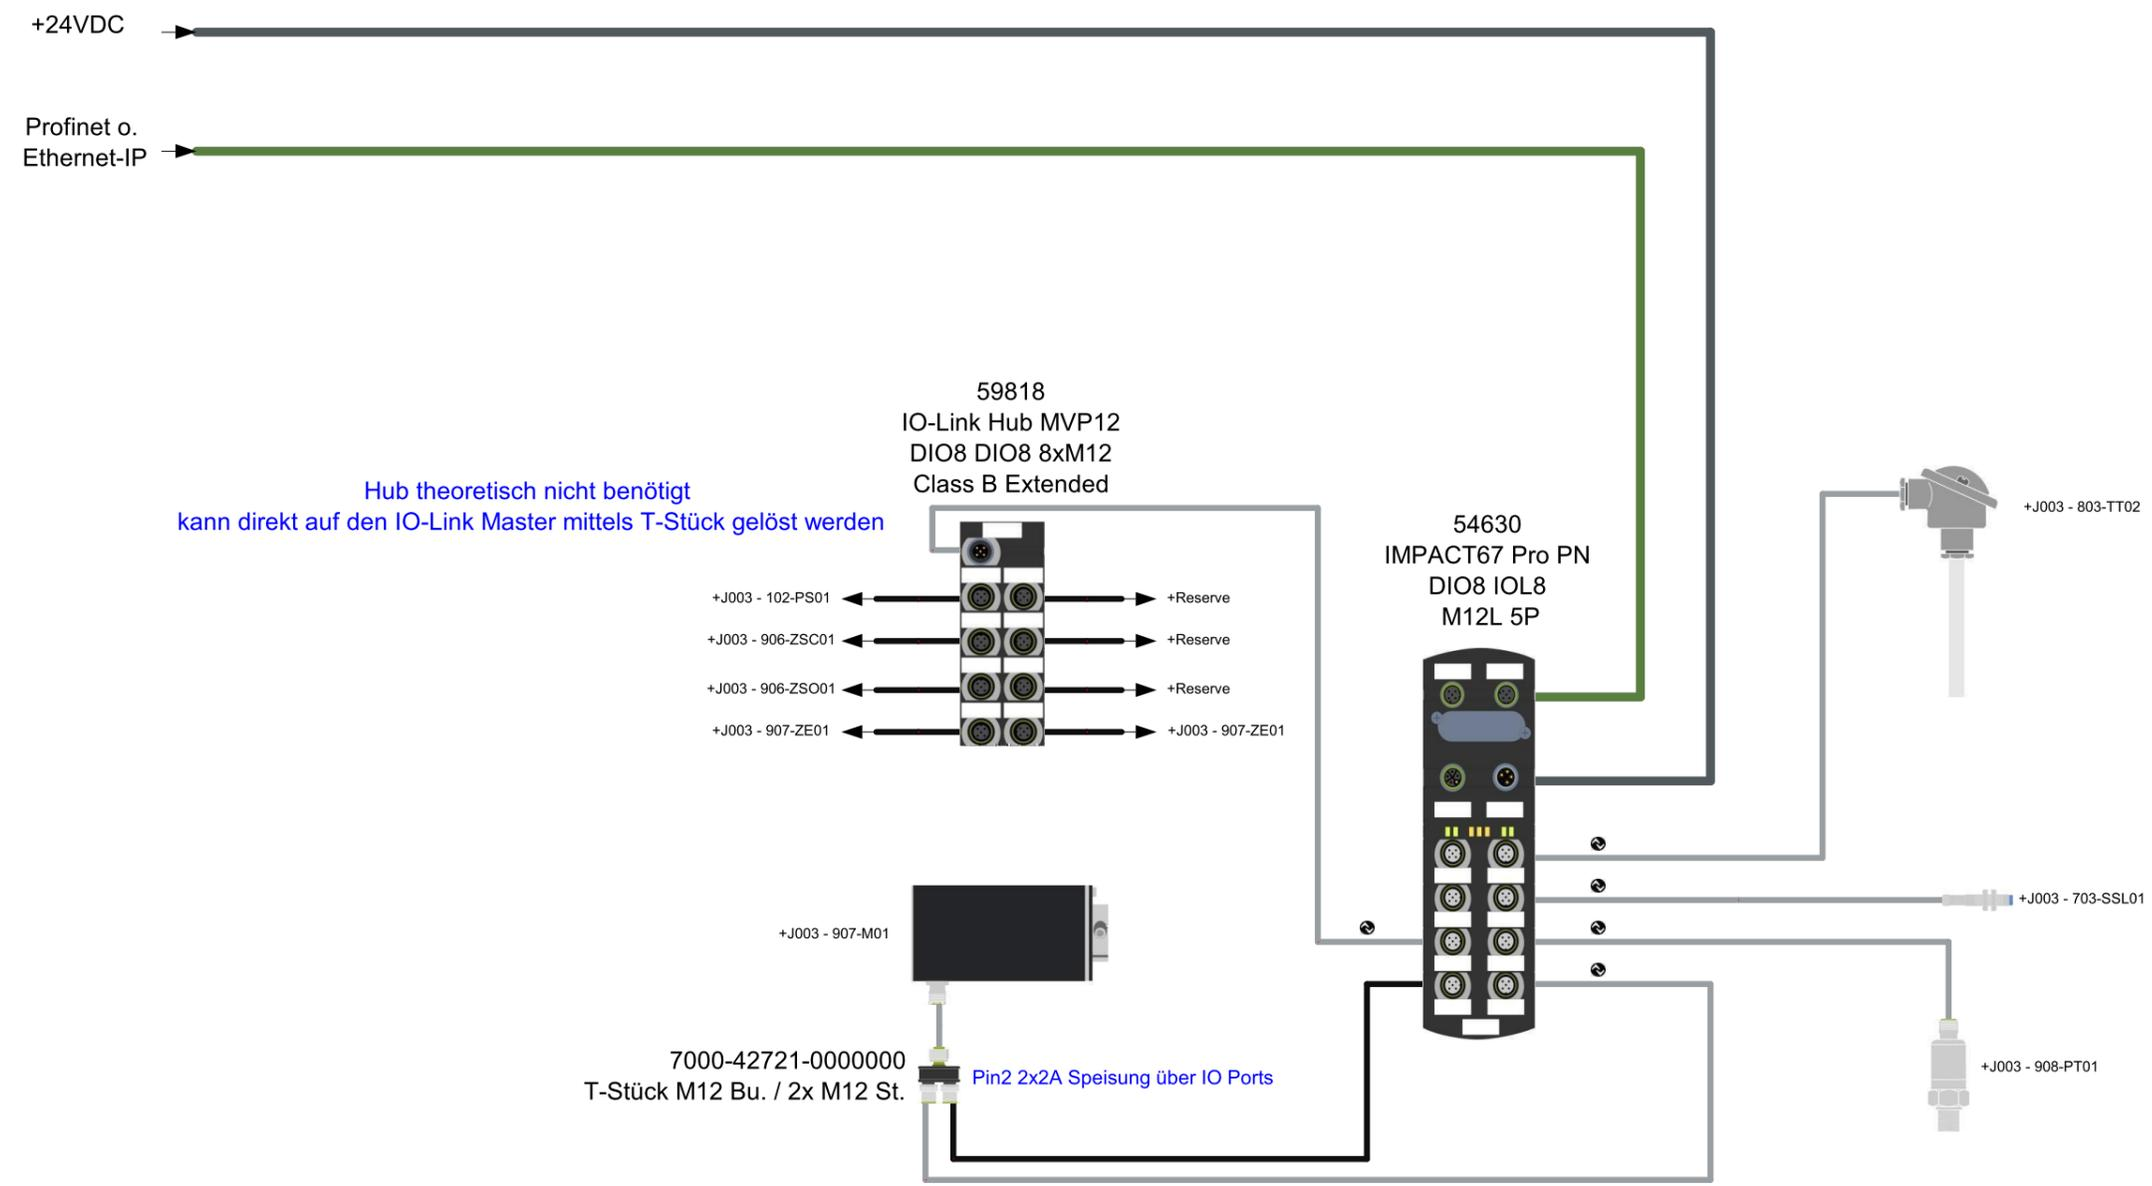 +24VDC
Profinet o.
Ethernet-IP
59818
IO-Link Hub MVP12
DIO8 DIO8 8xM12
Class B Extended
Hub theoretisch nicht benötigt
kann direkt auf den IO-Link Master mittels T-Stück gelöst werden
54630
IMPACT67 Pro PN
DIO8 IOL8
M12L 5P
+J003 - 803-TT02
+J003 - 102-PS01
+Reserve
+J003 - 906-ZSC01
+Reserve
+J003 - 906-ZSO01
+Reserve
+J003 - 907-ZE01
+J003 - 907-ZE01
+J003 - 703-SSL01
+J003 - 907-M01
7000-42721-0000000
T-Stück M12 Bu. / 2x M12 St.
Pin2 2x2A Speisung über IO Ports
+J003 - 908-PT01